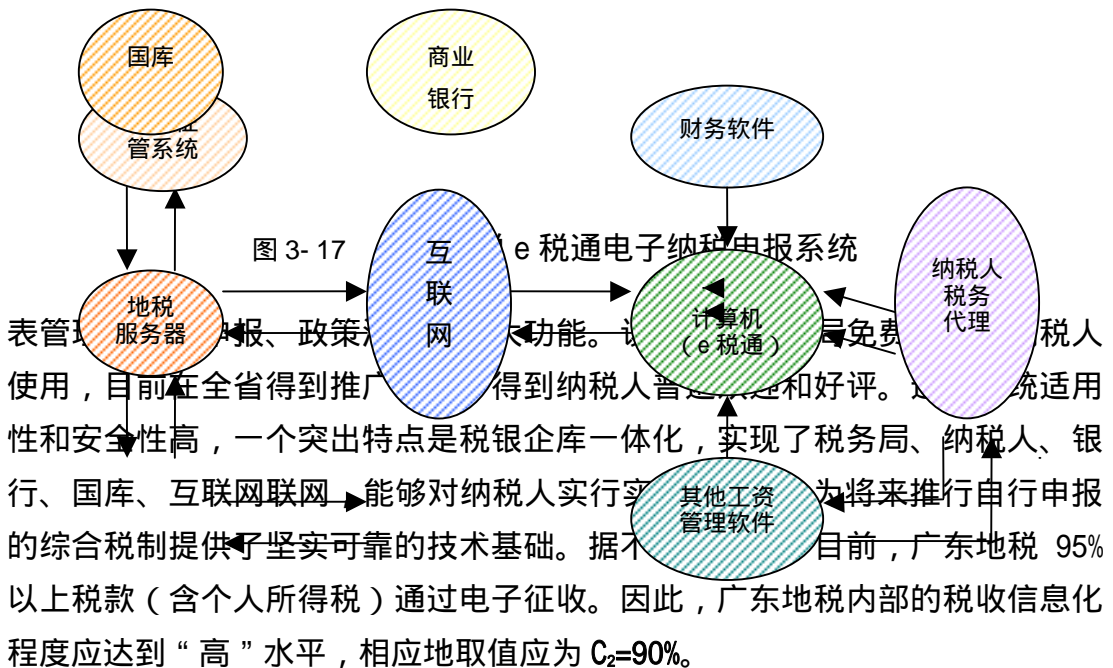 国库
商业
银行
管系统
财务软件
图 3- 17
e 税通电子纳税申报系统
互
联
网
地税
服务器
计算机
（e 税通）
纳税人
税务
代理
其他工资
管理软件
表管 申报、政策 功能。 局免费 税人
使用，目前在全省得到推广 得到纳税人普 和好评。 统适用
性和安全性高，一个突出特点是税银企库一体化，实现了税务局、纳税人、银
行、国库、互联网联网，能够对纳税人实行 为将来推行自行申报
的综合税制提供了坚实可靠的技术基础。据不 目前，广东地税 95%
以上税款（含个人所得税）通过电子征收。因此，广东地税内部的税收信息化
程度应达到“高”水平，相应地取值应为 C₂=90%。